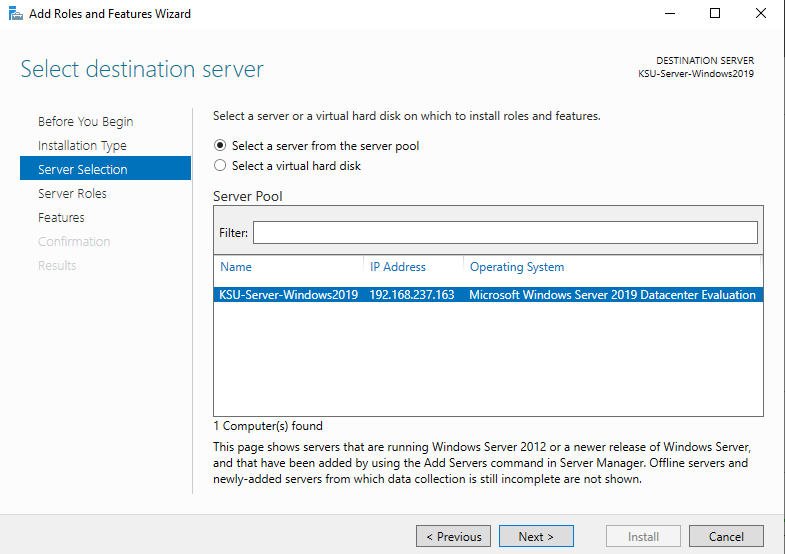 Add Roles and Features Wizard
Select destination server
DESTINATION SERVER
KSU-Server-Windows2019
Before You Begin
Installation Type
Server Selection
Server Roles
Features
Confirmation
Results
Select a server or a virtual hard disk on which to install roles and features.
Select a server from the server pool
Select a virtual hard disk
Server Pool
Filter:
Name IP Address Operating System
KSU-Server-Windows2019 192.168.237.163 Microsoft Windows Server 2019 Datacenter Evaluation
1 Computer(s) found
This page shows servers that are running Windows Server 2012 or a newer release of Windows Server,
and that have been added by using the Add Servers command in Server Manager. Offline servers and
newly-added servers from which data collection is still incomplete are not shown.
< Previous Next > Install Cancel